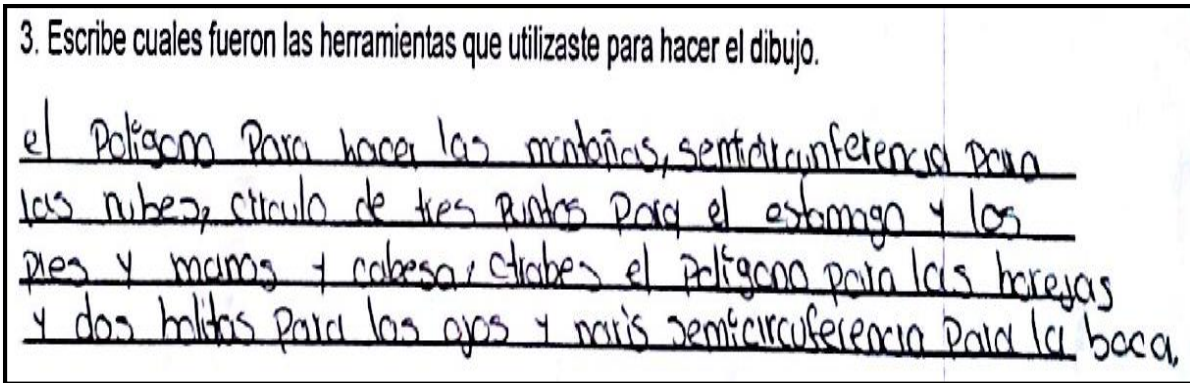 3. Escribe cuales fueron las herramientas que utilizaste para hacer el dibujo.
el Poligono Para hacer las montañas, semicircunferencia para
las nubes, circulo de tres Puntos Para el estomago y los
pies y manos y cabesa, el Poligono para las horejas
y dos bolitas Para los ojos y naris semicircuferencia Para la boca.